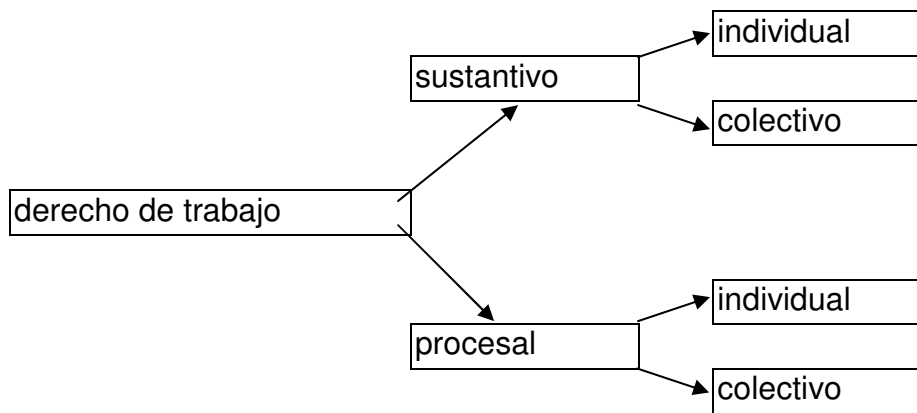 individual
sustantivo
colectivo
derecho de trabajo
individual
procesal
colectivo